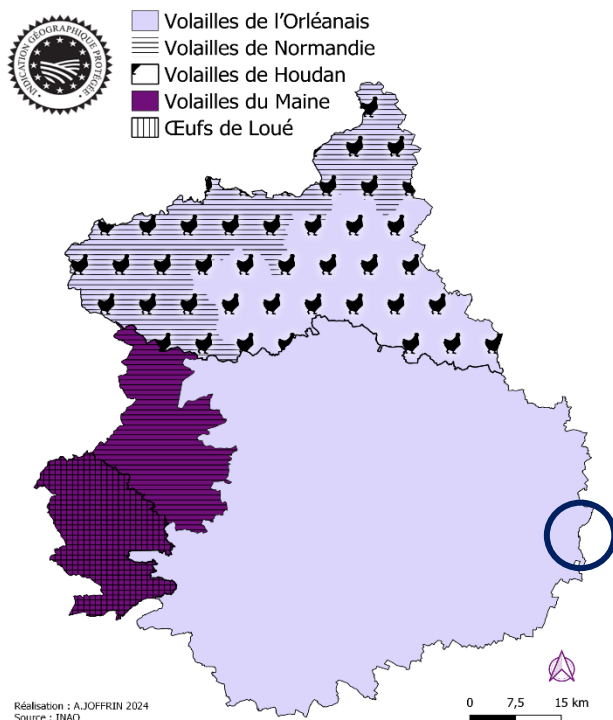 INDICATION GÉOGRAPHIQUE PROTÉGÉE
Volailles de l'Orléanais
Volailles de Normandie
Volailles de Houdan
Volailles du Maine
Œufs de Loué
Réalisation : A.JOFFRIN 2024
Source : INAO
0 7,5 15 km